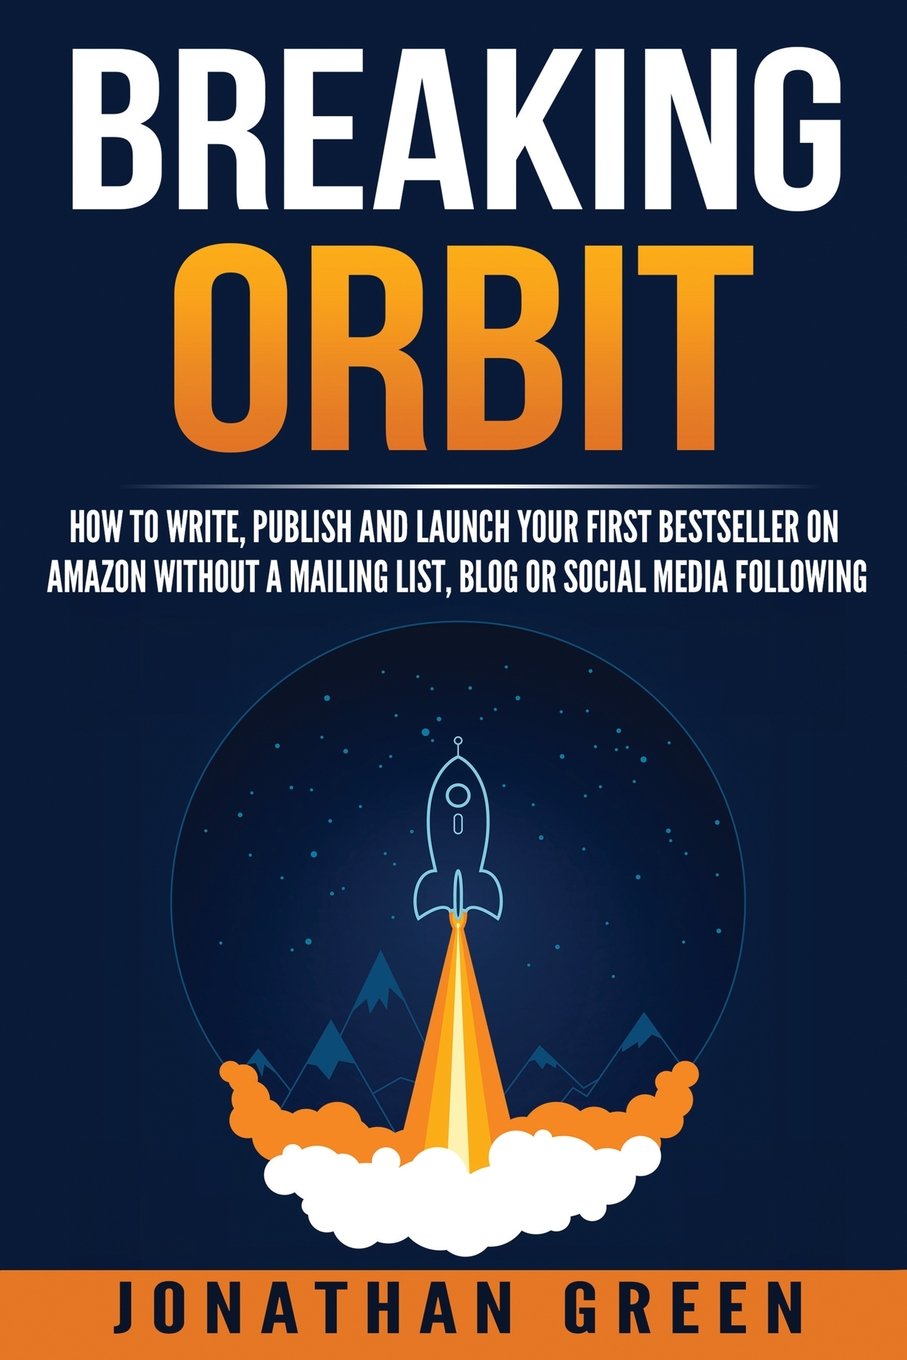 BREAKING
ORBIT
HOW TO WRITE, PUBLISH AND LAUNCH YOUR FIRST BESTSELLER ON
AMAZON WITHOUT A MAILING LIST, BLOG OR SOCIAL MEDIA FOLLOWING
JONATHAN GREEN